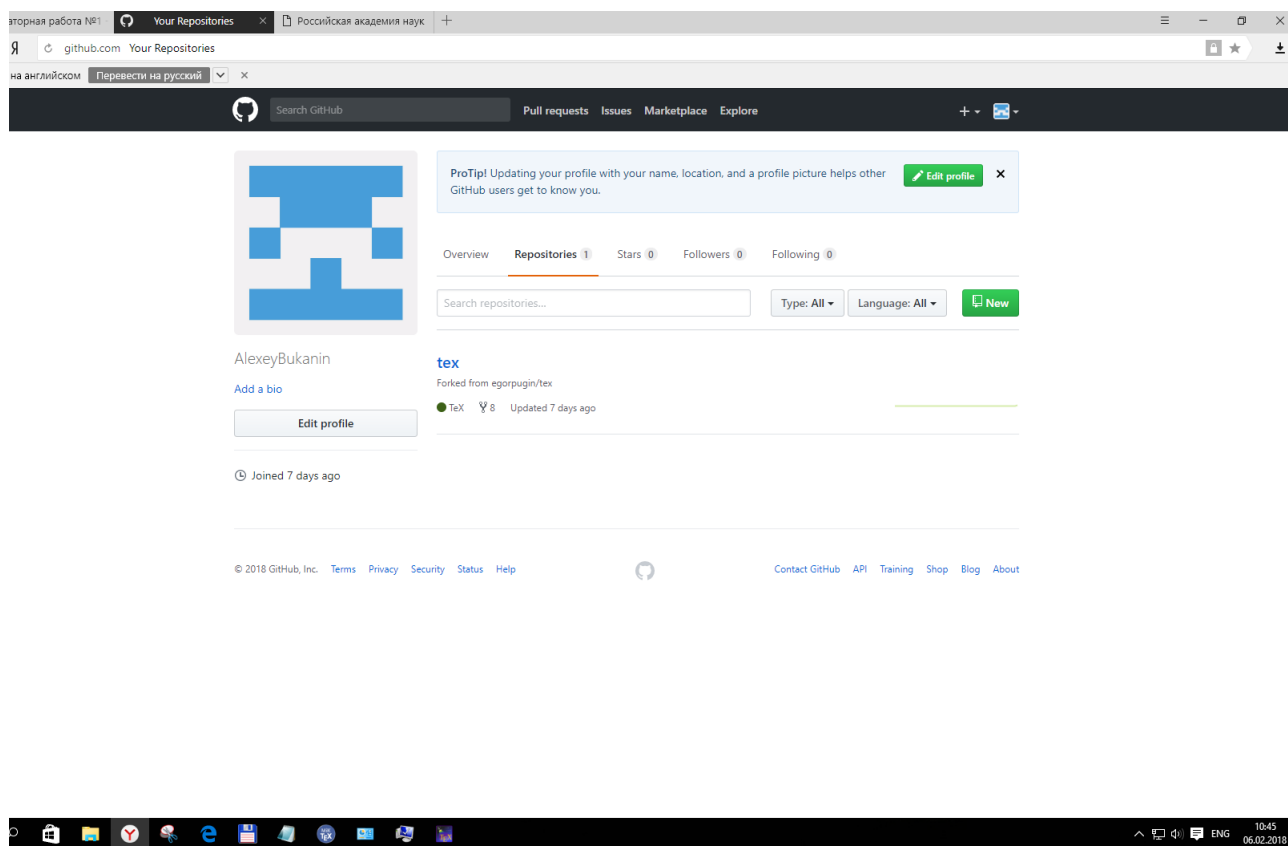 аторная работа №1 Your Repositories Российская академия наук
Я github.com Your Repositories
на английском Перевести на русский
Search GitHub Pull requests Issues Marketplace Explore
ProTip! Updating your profile with your name, location, and a profile picture helps other
GitHub users get to know you.
Edit profile
Overview Repositories 1 Stars 0 Followers 0 Following 0
Search repositories... Type: All Language: All New
AlexeyBukanin
Add a bio
Edit profile
Joined 7 days ago
tex
Forked from egorpugin/tex
TeX 8 Updated 7 days ago
© 2018 GitHub, Inc. Terms Privacy Security Status Help Contact GitHub API Training Shop Blog About
ENG 10:45
06.02.2018